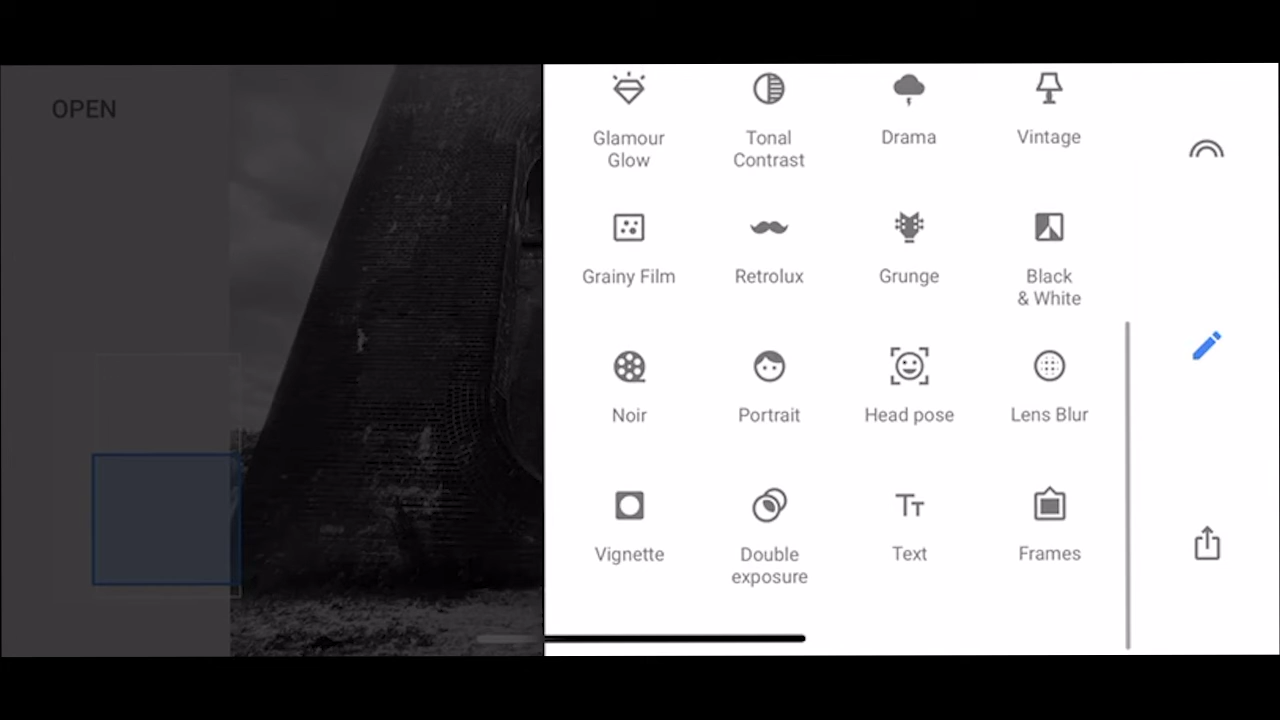 OPEN
Glamour
Glow
Tonal
Contrast
Drama
Vintage
Grainy Film
Retrolux
Grunge
Black
& White
Noir
Portrait
Head pose
Lens Blur
Vignette
Double
exposure
Text
Frames